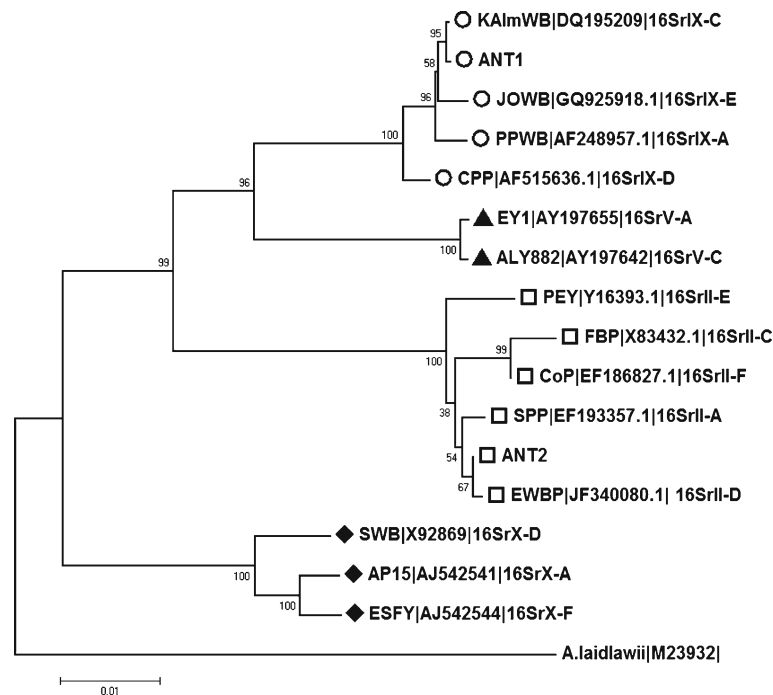 KAlmWB|DQ195209|16SrIX-C
95
ANT1
58
JOWB|GQ925918.1|16SrIX-E
96
PPWB|AF248957.1|16SrIX-A
100
CPP|AF515636.1|16SrIX-D
96
EY1|AY197655|16SrV-A
100
ALY882|AY197642|16SrV-C
99
PEY|Y16393.1|16SrII-E
FBP|X83432.1|16SrII-C
99
100
CoP|EF186827.1|16SrII-F
38
SPP|EF193357.1|16SrII-A
54
ANT2
67
EWBP|JF340080.1| 16SrII-D
SWB|X92869|16SrX-D
100
AP15|AJ542541|16SrX-A
100
ESFY|AJ542544|16SrX-F
A.laidlawii|M23932|
0.01